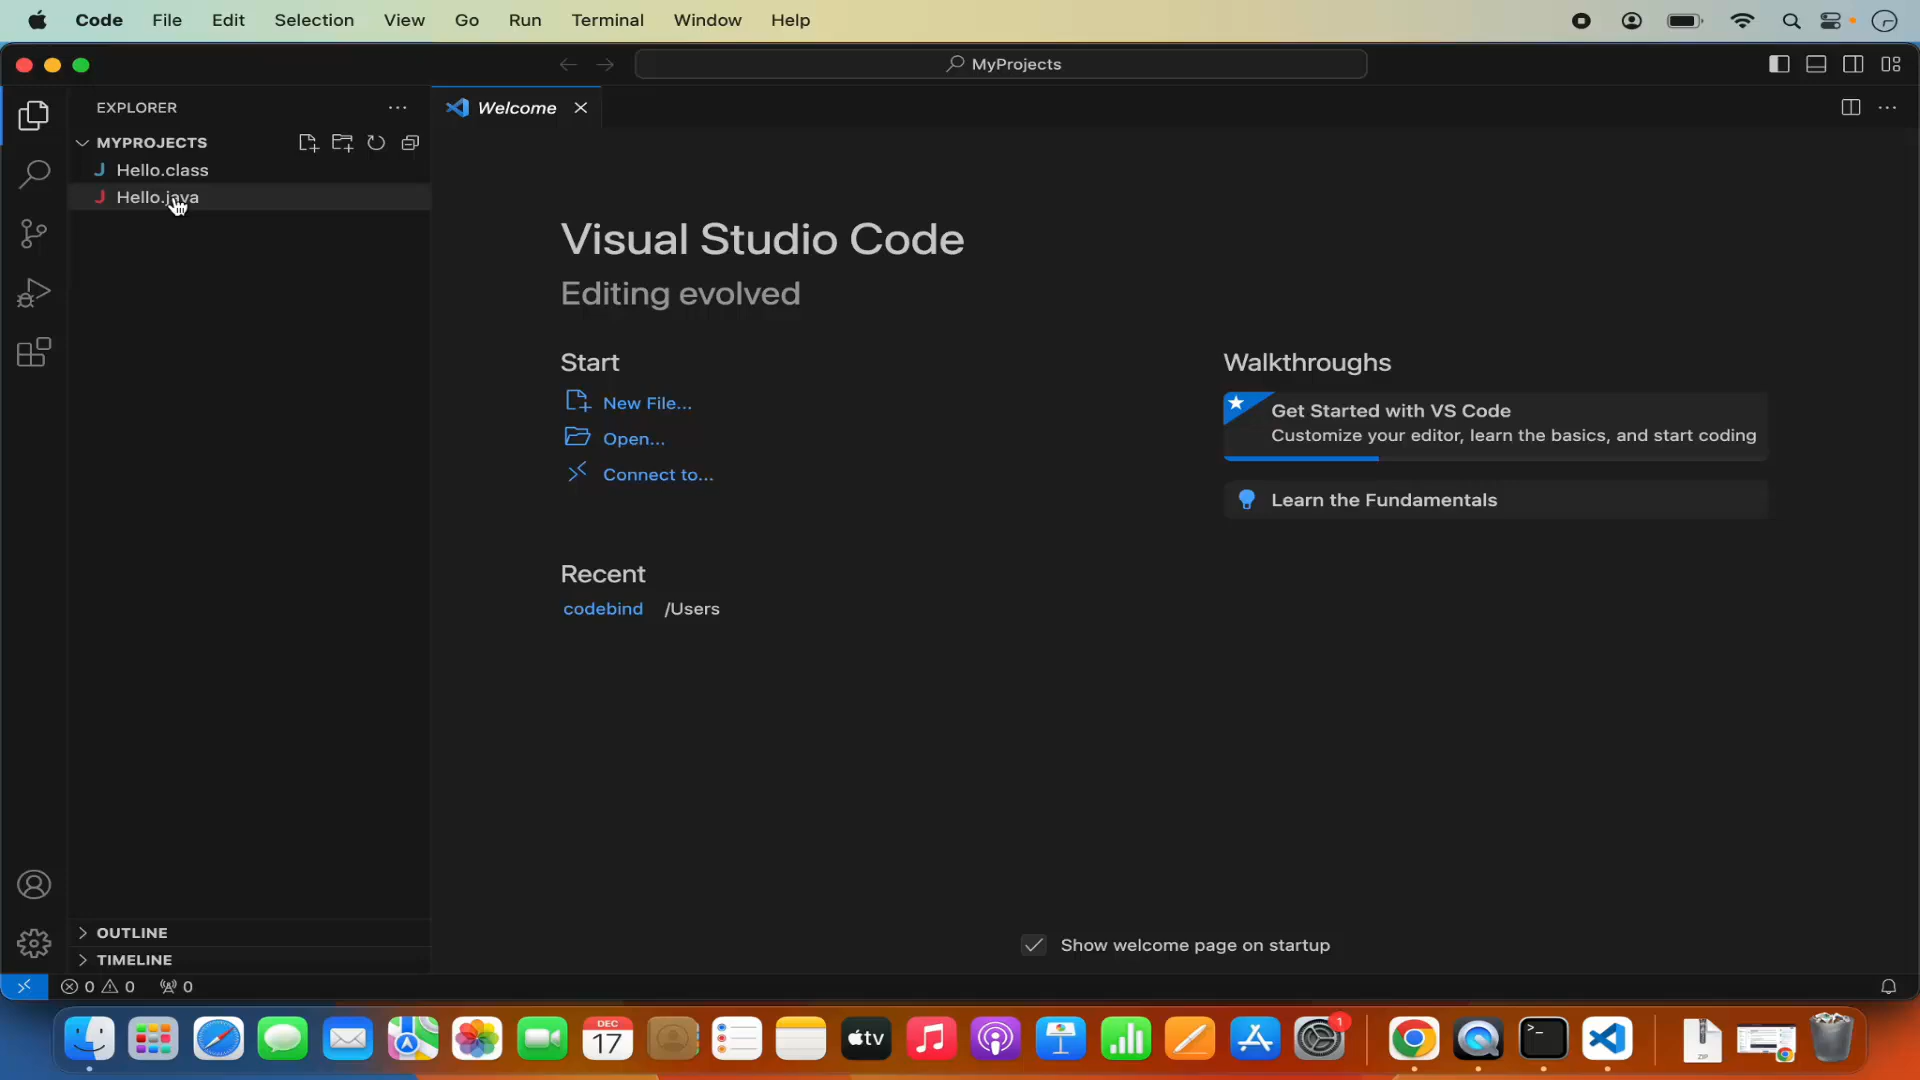 Code File Edit Selection View Go Run Terminal Window Help
MyProjects
EXPLORER
Welcome
MYPROJECTS
J Hello.class
J Hello.java
Visual Studio Code
Editing evolved
Start
New File...
Open...
Connect to...
Recent
codebind /Users
Walkthroughs
Get Started with VS Code
Customize your editor, learn the basics, and start coding
Learn the Fundamentals
Show welcome page on startup
OUTLINE
TIMELINE
0 0 0
DEC
17
tv
1
>_
ZIP